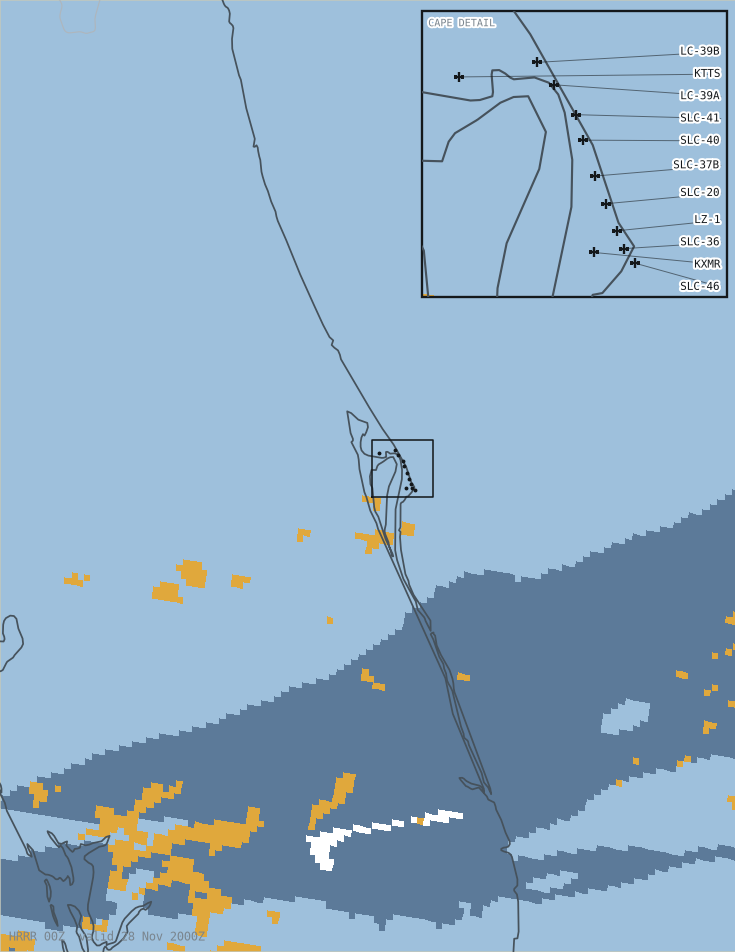 CAPE DETAIL
LC-39B
KTTS
LC-39A
SLC-41
SLC-40
SLC-37B
SLC-20
LZ-1
SLC-36
KXMR
SLC-46
HRRR 00Z valid 28 Nov 2000Z